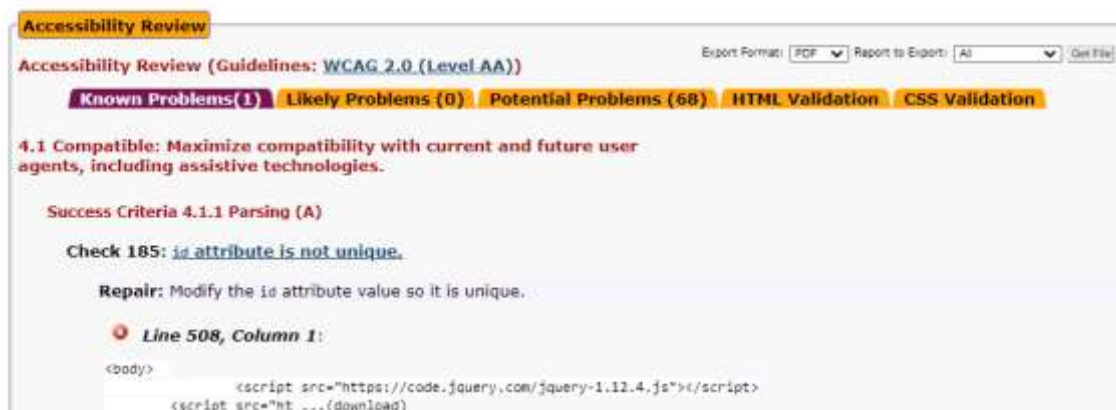 Accessibility Review
Export Format: PDF Report to Export: All Get File
Accessibility Review (Guidelines: WCAG 2.0 (Level AA))
Known Problems(1) Likely Problems (0) Potential Problems (68) HTML Validation CSS Validation
4.1 Compatible: Maximize compatibility with current and future user
agents, including assistive technologies.
Success Criteria 4.1.1 Parsing (A)
Check 185: id attribute is not unique.
Repair: Modify the id attribute value so it is unique.
Line 508, Column 1:
<body>
<script src="https://code.jquery.com/jquery-1.12.4.js"></script>
<script src="ht ...(download)